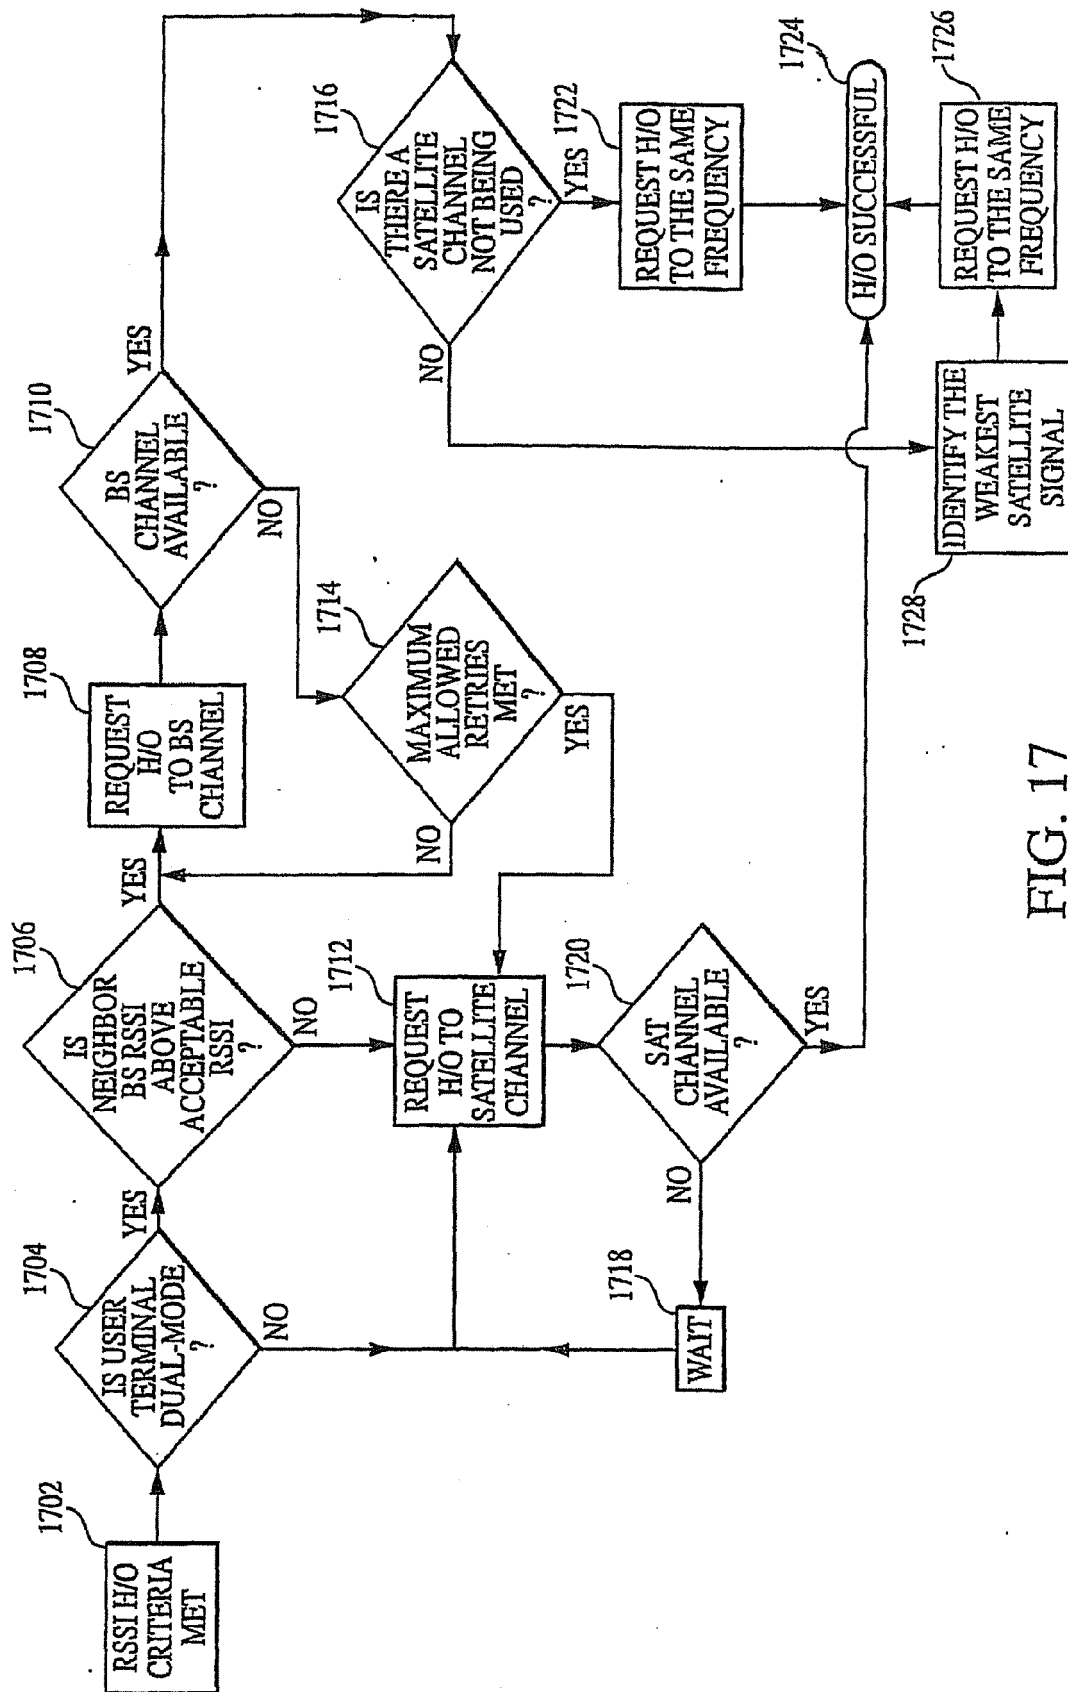 1702
RSSI H/O
CRITERIA
MET
1704
IS USER
TERMINAL
DUAL-MODE
?
YES
NO
1706
IS
NEIGHBOR
BS RSSI
ABOVE
ACCEPTABLE
RSSI
?
YES
NO
1708
REQUEST
H/O
TO BS
CHANNEL
1710
BS
CHANNEL
AVAILABLE
?
YES
NO
1712
REQUEST
H/O TO
SATELLITE
CHANNEL
1714
MAXIMUM
ALLOWED
RETRIES
MET
?
NO
YES
1716
IS
THERE A
SATELLITE
CHANNEL
NOT BEING
USED
?
NO
YES
1718
WAIT
1720
SAT
CHANNEL
AVAILABLE
?
NO
YES
1722
REQUEST H/O
TO THE SAME
FREQUENCY
1724
H/O SUCCESSFUL
1728
IDENTIFY THE
WEAKEST
SATELLITE
SIGNAL
1726
REQUEST H/O
TO THE SAME
FREQUENCY
FIG. 17